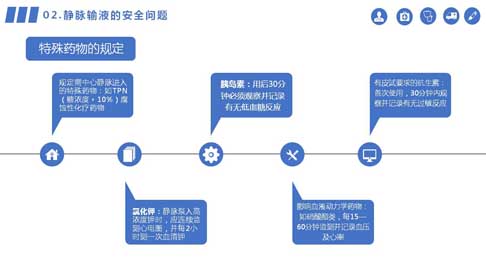 02.静脉输液的安全问题
特殊药物的规定
规定需中心静脉进入
的特殊药物：如TPN
（糖浓度＞10%）腐
蚀性化疗药物
胰岛素：用后30分
钟必须观察并记录
有无低血糖反应
有皮试要求的抗生素：
首次使用，30分钟内观
察并记录有无过敏反应
氯化钾：静脉泵入高
浓度钾时，应连续监
测心电图，并每2小
时测一次血清钾
影响血液动力学药物：
如硝酸酯类，每15—
60分钟监测并记录血压
及心率